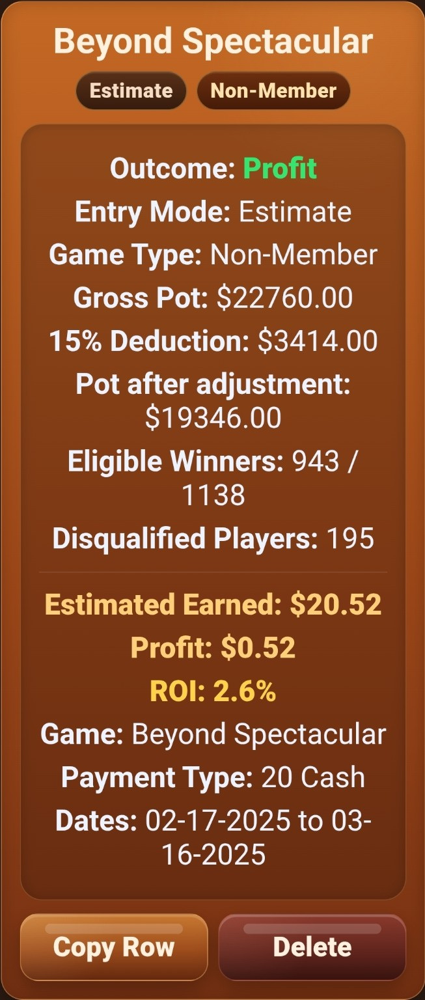 Beyond Spectacular
Estimate Non-Member
Outcome: Profit
Entry Mode: Estimate
Game Type: Non-Member
Gross Pot: $22760.00
15% Deduction: $3414.00
Pot after adjustment:
$19346.00
Eligible Winners: 943 /
1138
Disqualified Players: 195
Estimated Earned: $20.52
Profit: $0.52
ROI: 2.6%
Game: Beyond Spectacular
Payment Type: 20 Cash
Dates: 02-17-2025 to 03-
16-2025
Copy Row Delete